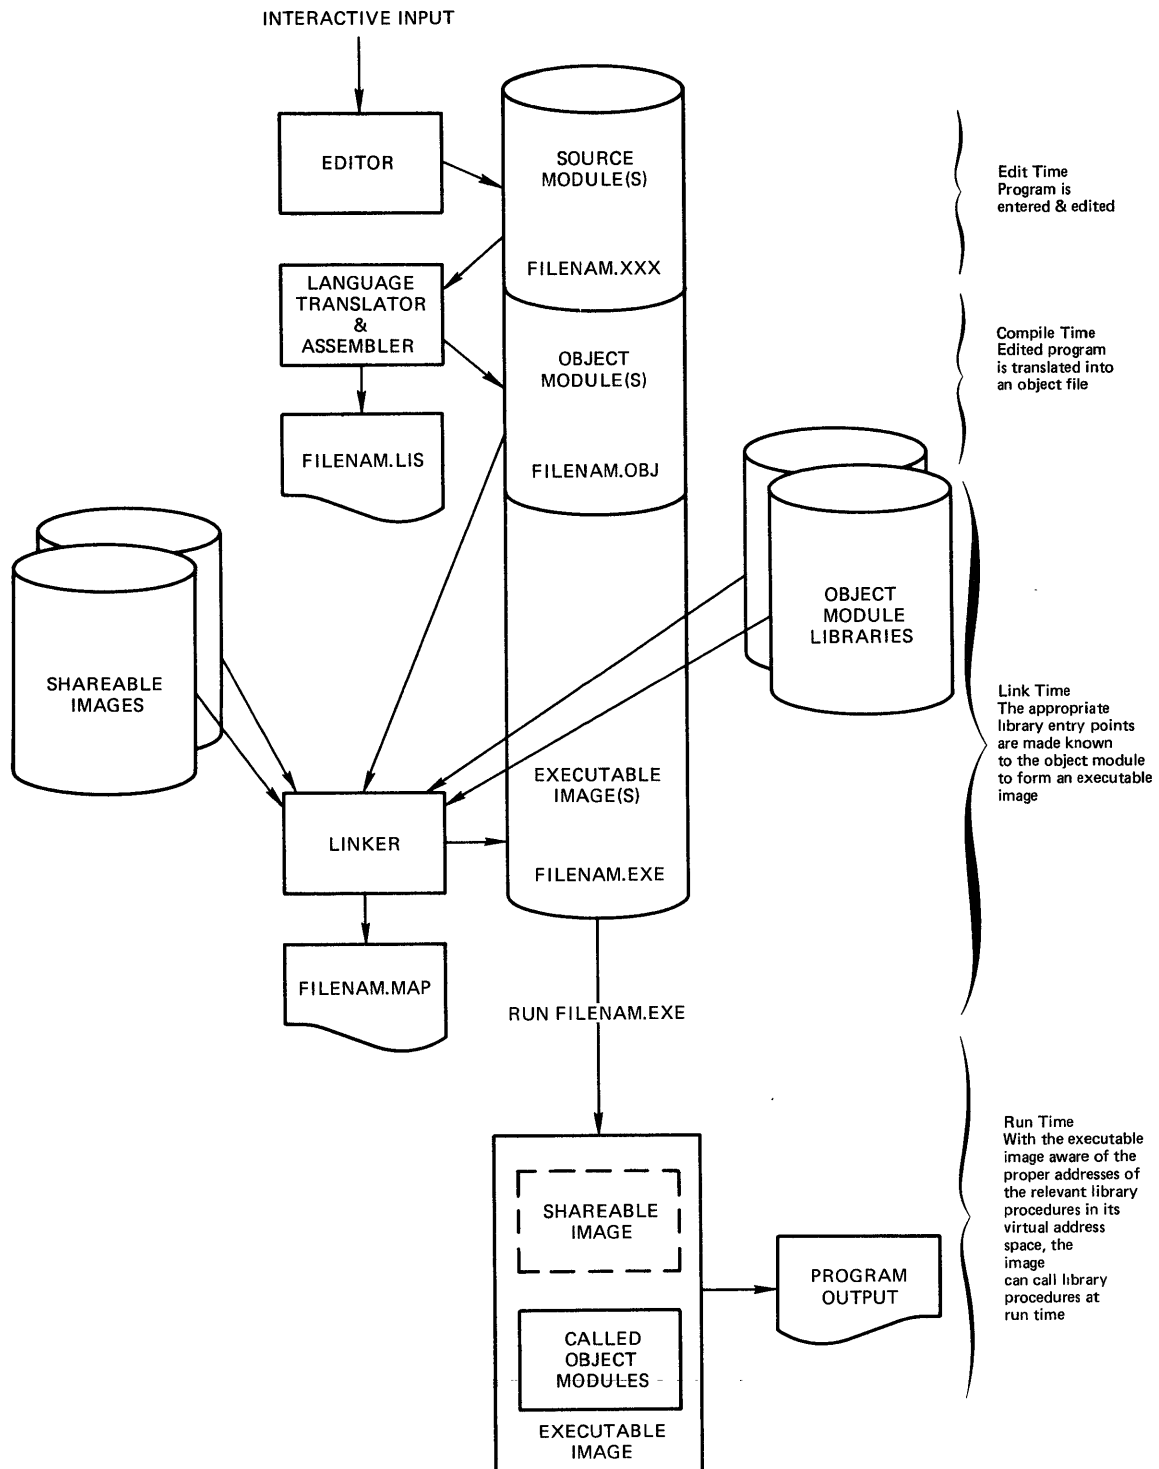 INTERACTIVE INPUT
EDITOR
SOURCE
MODULE(S)
FILENAM.XXX
Edit Time
Program is
entered & edited
LANGUAGE
TRANSLATOR
&
ASSEMBLER
OBJECT
MODULE(S)
FILENAM.OBJ
Compile Time
Edited program
is translated into
an object file
FILENAM.LIS
SHAREABLE
IMAGES
OBJECT
MODULE
LIBRARIES
Link Time
The appropriate
library entry points
are made known
to the object module
to form an executable
image
EXECUTABLE
IMAGE(S)
FILENAM.EXE
LINKER
FILENAM.MAP
RUN FILENAM.EXE
SHAREABLE
IMAGE
CALLED
OBJECT
MODULES
EXECUTABLE
IMAGE
PROGRAM
OUTPUT
Run Time
With the executable
image aware of the
proper addresses of
the relevant library
procedures in its
virtual address
space, the
image
can call library
procedures at
run time